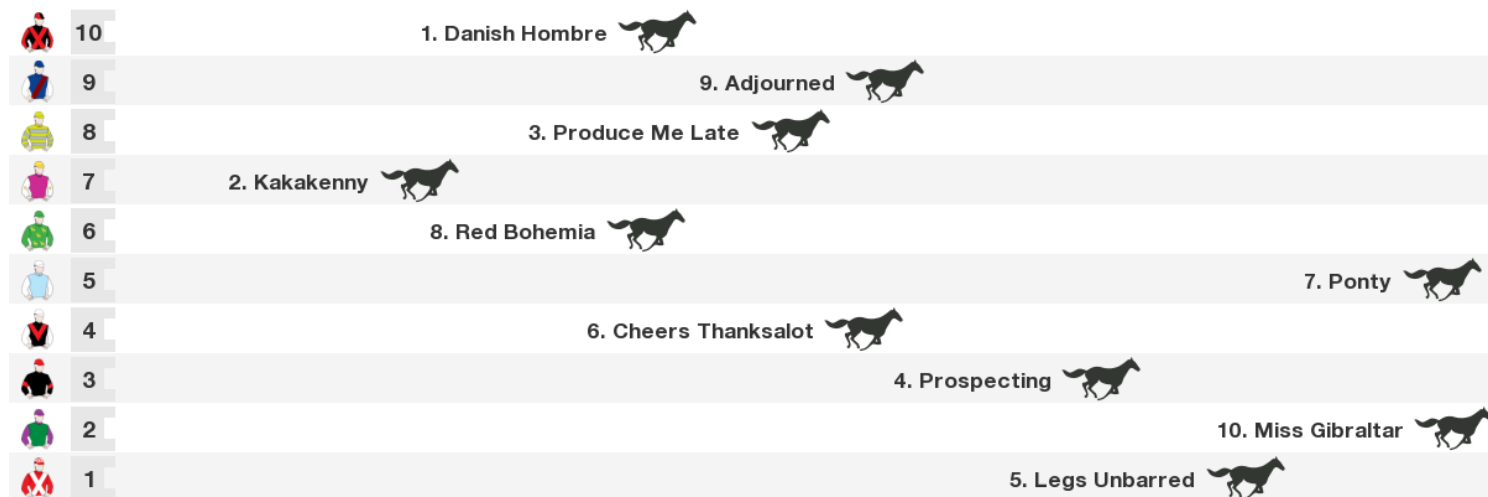 10 1. Danish Hombre
9 9. Adjourned
8 3. Produce Me Late
7 2. Kakakenny
6 8. Red Bohemia
5 7. Ponty
4 6. Cheers Thanksalot
3 4. Prospecting
2 10. Miss Gibraltar
1 5. Legs Unbarred